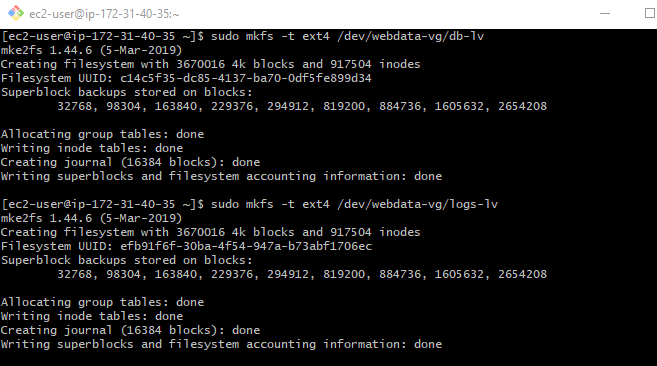 ec2-user@ip-172-31-40-35:~
[ec2-user@ip-172-31-40-35 ~]$ sudo mkfs -t ext4 /dev/webdata-vg/db-lv
mke2fs 1.44.6 (5-Mar-2019)
Creating filesystem with 3670016 4k blocks and 917504 inodes
Filesystem UUID: c14c5f35-dc85-4137-ba70-0df5fe899d34
Superblock backups stored on blocks:
32768, 98304, 163840, 229376, 294912, 819200, 884736, 1605632, 2654208
Allocating group tables: done
Writing inode tables: done
Creating journal (16384 blocks): done
Writing superblocks and filesystem accounting information: done
[ec2-user@ip-172-31-40-35 ~]$ sudo mkfs -t ext4 /dev/webdata-vg/logs-lv
mke2fs 1.44.6 (5-Mar-2019)
Creating filesystem with 3670016 4k blocks and 917504 inodes
Filesystem UUID: efb91f6f-30ba-4f54-947a-b73abf1706ec
Superblock backups stored on blocks:
32768, 98304, 163840, 229376, 294912, 819200, 884736, 1605632, 2654208
Allocating group tables: done
Writing inode tables: done
Creating journal (16384 blocks): done
Writing superblocks and filesystem accounting information: done